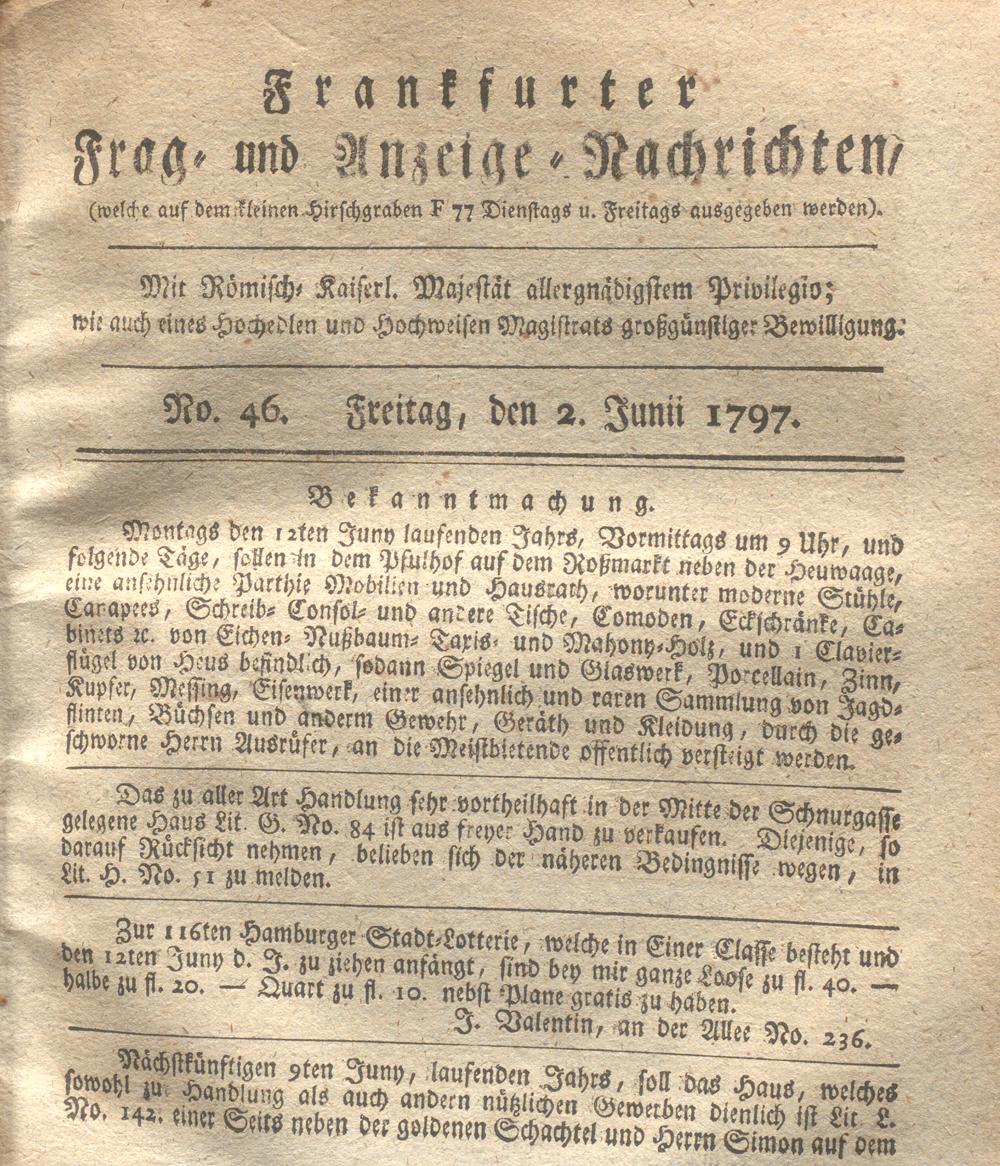 Frankfurter
Frag- und Anzeige-Nachrichten,
(welche auf dem kleinen Hirschgraben F 77 Dienstags u. Freitags ausgegeben werden).
Mit Römisch-Kaiserl. Majestät allergnädigstem Privilegio;
wie auch eines Hochedlen und Hochweisen Magistrats großgünstiger Bewilligung.
No. 46. Freitag, den 2. Junii 1797.
Bekanntmachung.
Montags den 12ten Juny laufenden Jahrs, Vormittags um 9 Uhr, und
folgende Täge, sollen in dem Pfulhof auf dem Roßmarkt neben der Heuwaage,
eine ansehnliche Parthie Mobilien und Hausrath, worunter moderne Stühle,
Canapees, Schreib- Consol- und andere Tische, Comoden, Eckschränke, Ca-
binets ꝛc. von Eichen- Nußbaum- Taxis- und Mahony-Holz, und 1 Clavier-
flügel von Heus befindlich, sodann Spiegel und Glaswerk, Porcellain, Zinn,
Kupfer, Messing, Eisenwerk, einer ansehnlich und raren Sammlung von Jagd-
flinten, Büchsen und anderm Gewehr, Geräth und Kleidung, durch die ge-
schworne Herrn Ausrüfer, an die Meistbietende offentlich versteigt werden.
Das zu aller Art Handlung sehr vortheilhaft in der Mitte der Schnurgasse
gelegene Haus Lit. G. No. 84 ist aus freyer Hand zu verkaufen. Diejenige, so
darauf Rücksicht nehmen, belieben sich der näheren Bedingnisse wegen, in
Lit. H. No. 51 zu melden.
Zur 116ten Hamburger Stadt-Lotterie, welche in Einer Classe besteht und
den 12ten Juny d. J. zu ziehen anfängt, sind bey mir ganze Loose zu fl. 40. —
halbe zu fl. 20. — Quart zu fl. 10. nebst Plane gratis zu haben.
J. Valentin, an der Allee No. 236.
Nächstkünftigen 9ten Juny, laufenden Jahrs, soll das Haus, welches
sowohl zu Handlung als auch andern nützlichen Gewerben dienlich ist Lit L.
No. 142. einer Seits neben der goldenen Schachtel und Herrn Simon auf dem